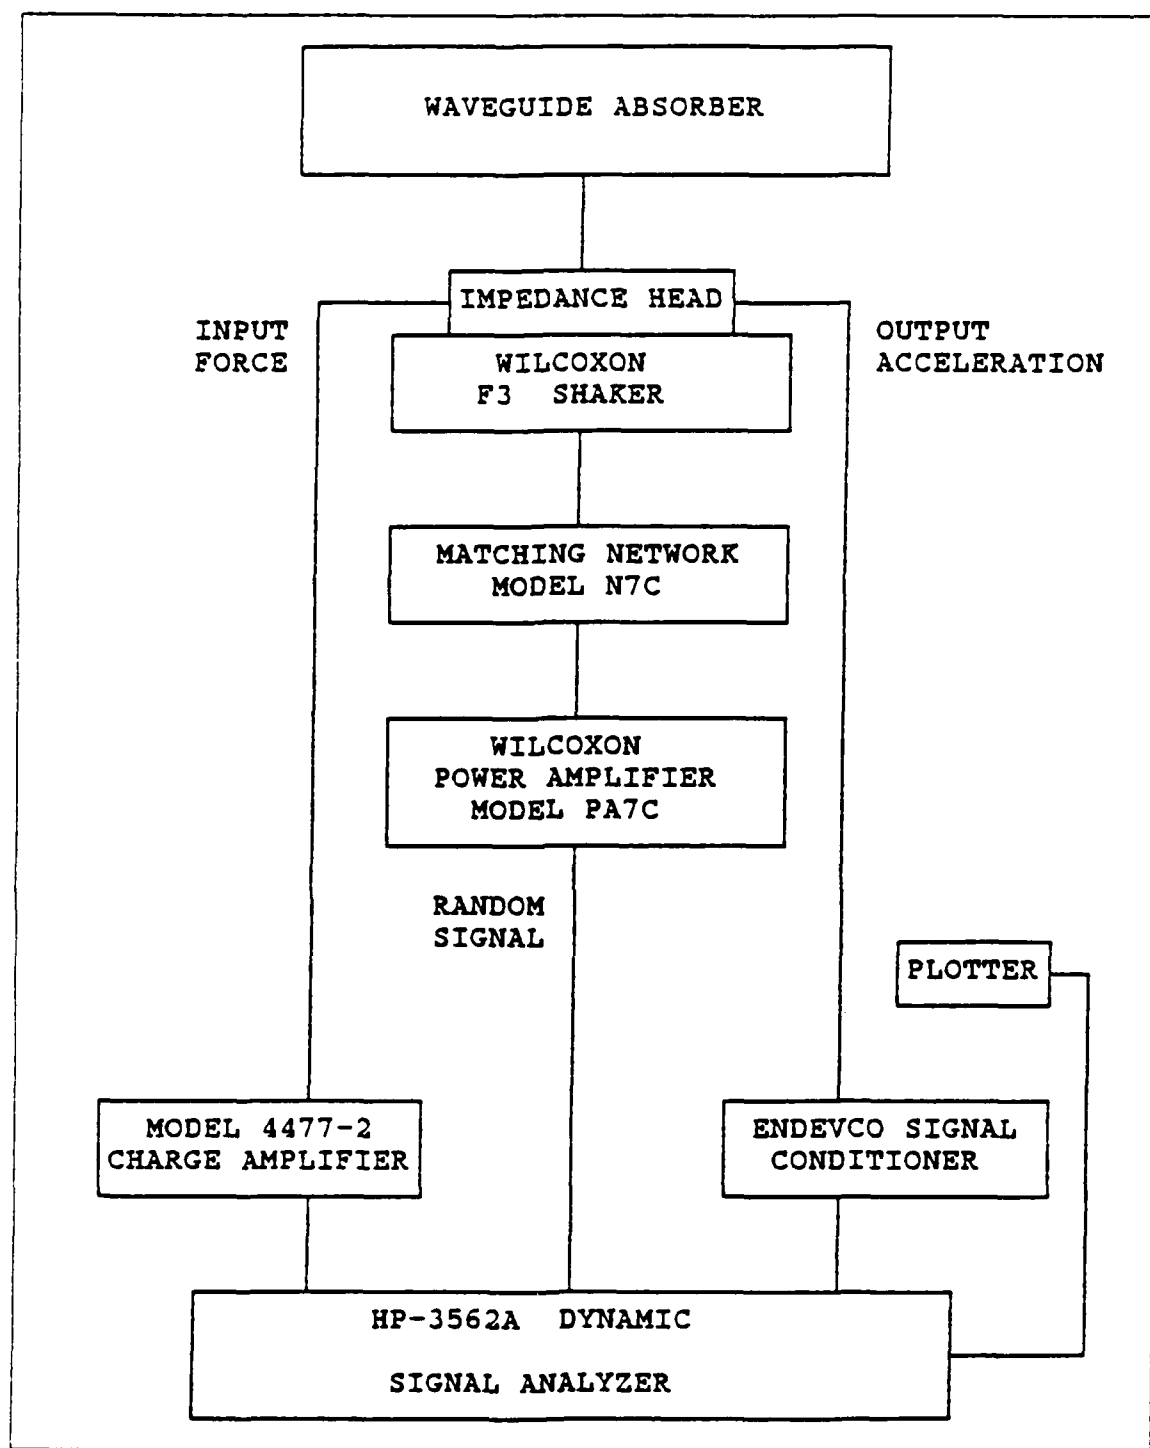 WAVEGUIDE ABSORBER
IMPEDANCE HEAD
INPUT
FORCE
OUTPUT
ACCELERATION
WILCOXON
F3 SHAKER
MATCHING NETWORK
MODEL N7C
WILCOXON
POWER AMPLIFIER
MODEL PA7C
RANDOM
SIGNAL
PLOTTER
MODEL 4477-2
CHARGE AMPLIFIER
ENDEVCO SIGNAL
CONDITIONER
HP-3562A DYNAMIC
SIGNAL ANALYZER